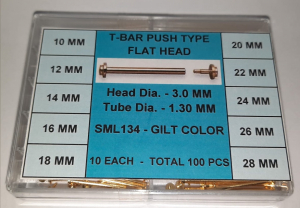 T-BAR PUSH TYPE
FLAT HEAD
10 MM
12 MM
14 MM
16 MM
18 MM
Head Dia. - 3.0 MM
Tube Dia. - 1.30 MM
SML134 - GILT COLOR
10 EACH - TOTAL 100 PCS
20 MM
22 MM
24 MM
26 MM
28 MM